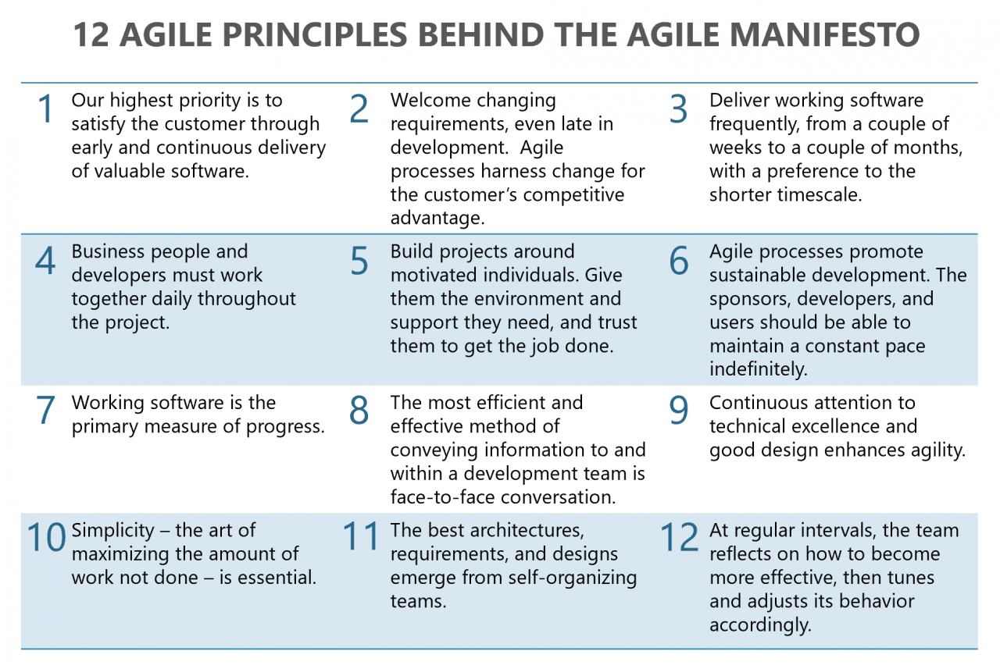 12 AGILE PRINCIPLES BEHIND THE AGILE MANIFESTO
1
Our highest priority is to
satisfy the customer through
early and continuous delivery
of valuable software.
2
Welcome changing
requirements, even late in
development.  Agile
processes harness change for
the customer‘s competitive
advantage.
3
Deliver working software
frequently, from a couple of
weeks to a couple of months,
with a preference to the
shorter timescale.
4
Business people and
developers must work
together daily throughout
the project.
5
Build projects around
motivated individuals. Give
them the environment and
support they need, and trust
them to get the job done.
6
Agile processes promote
sustainable development. The
sponsors, developers, and
users should be able to
maintain a constant pace
indefinitely.
7
Working software is the
primary measure of progress.
8
The most efficient and
effective method of
conveying information to and
within a development team is
face-to-face conversation.
9
Continuous attention to
technical excellence and
good design enhances agility.
10
Simplicity – the art of
maximizing the amount of
work not done – is essential.
11
The best architectures,
requirements, and designs
emerge from self-organizing
teams.
12
At regular intervals, the team
reflects on how to become
more effective, then tunes
and adjusts its behavior
accordingly.